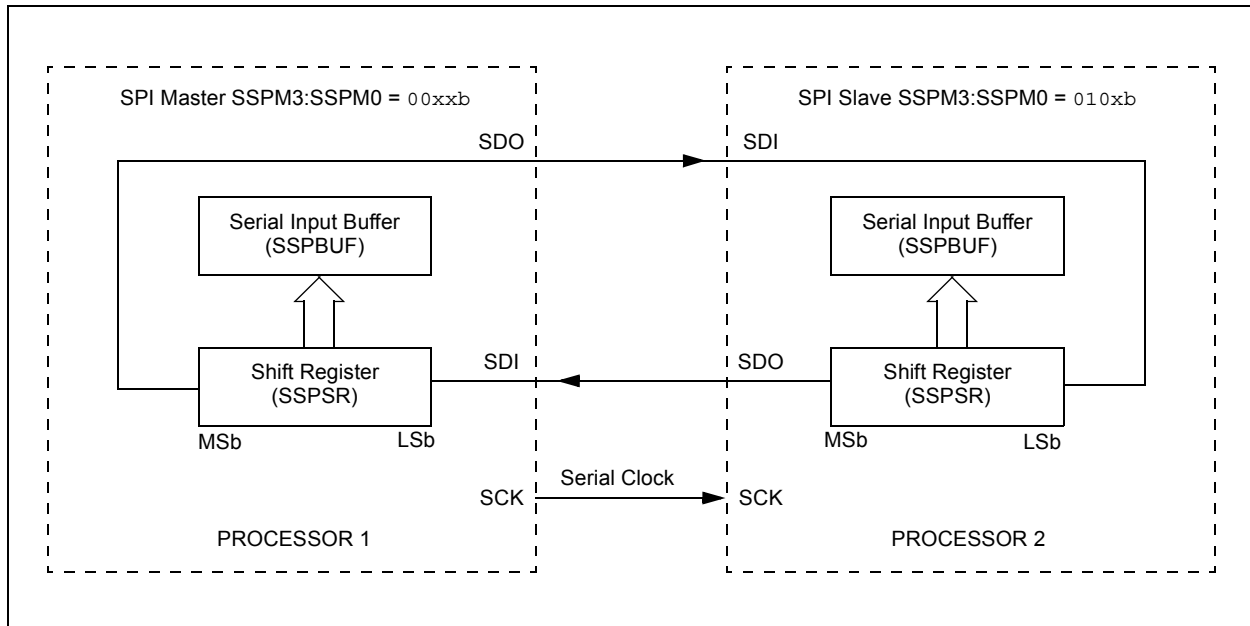 SPI Master SSPM3:SSPM0 = 00xxb
SPI Slave SSPM3:SSPM0 = 010xb
SDO
SDI
Serial Input Buffer
(SSPBUF)
Serial Input Buffer
(SSPBUF)
Shift Register
(SSPSR)
SDI
SDO
Shift Register
(SSPSR)
MSb
LSb
MSb
LSb
Serial Clock
SCK
SCK
PROCESSOR 1
PROCESSOR 2